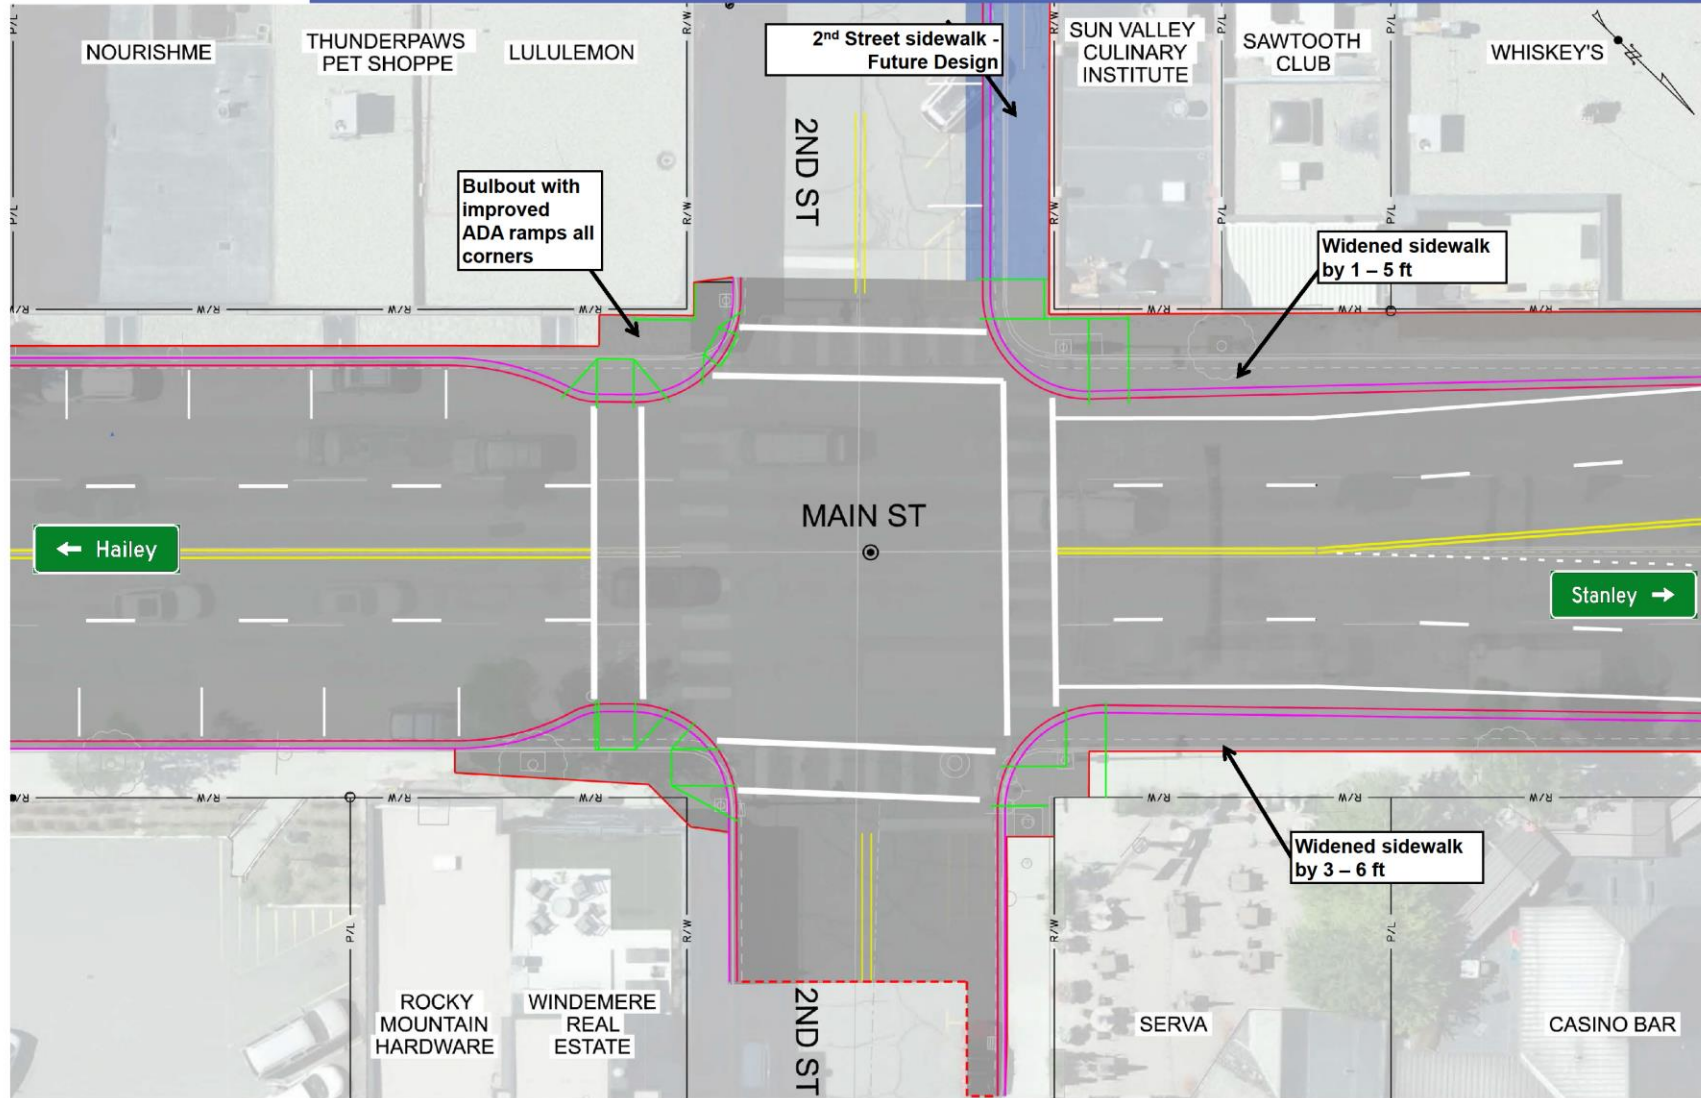 NOURISHME
THUNDERPAWS
PET SHOPPE
LULULEMON
2nd Street sidewalk -
Future Design
SUN VALLEY
CULINARY
INSTITUTE
SAWTOOTH
CLUB
WHISKEY'S
N
P/L
P/L
R/W
R/W
P/L
P/L
2ND ST
Bulbout with
improved
ADA ramps all
corners
Widened sidewalk
by 1 – 5 ft
P/L
R/W
R/W
P/L
P/L
R/W
R/W
R/W
R/W
R/W
R/W
R/W
MAIN ST
← Hailey
Stanley →
R/W
R/W
R/W
R/W
R/W
R/W
R/W
Widened sidewalk
by 3 – 6 ft
P/L
R/W
R/W
P/L
2ND ST
ROCKY
MOUNTAIN
HARDWARE
WINDEMERE
REAL
ESTATE
SERVA
CASINO BAR